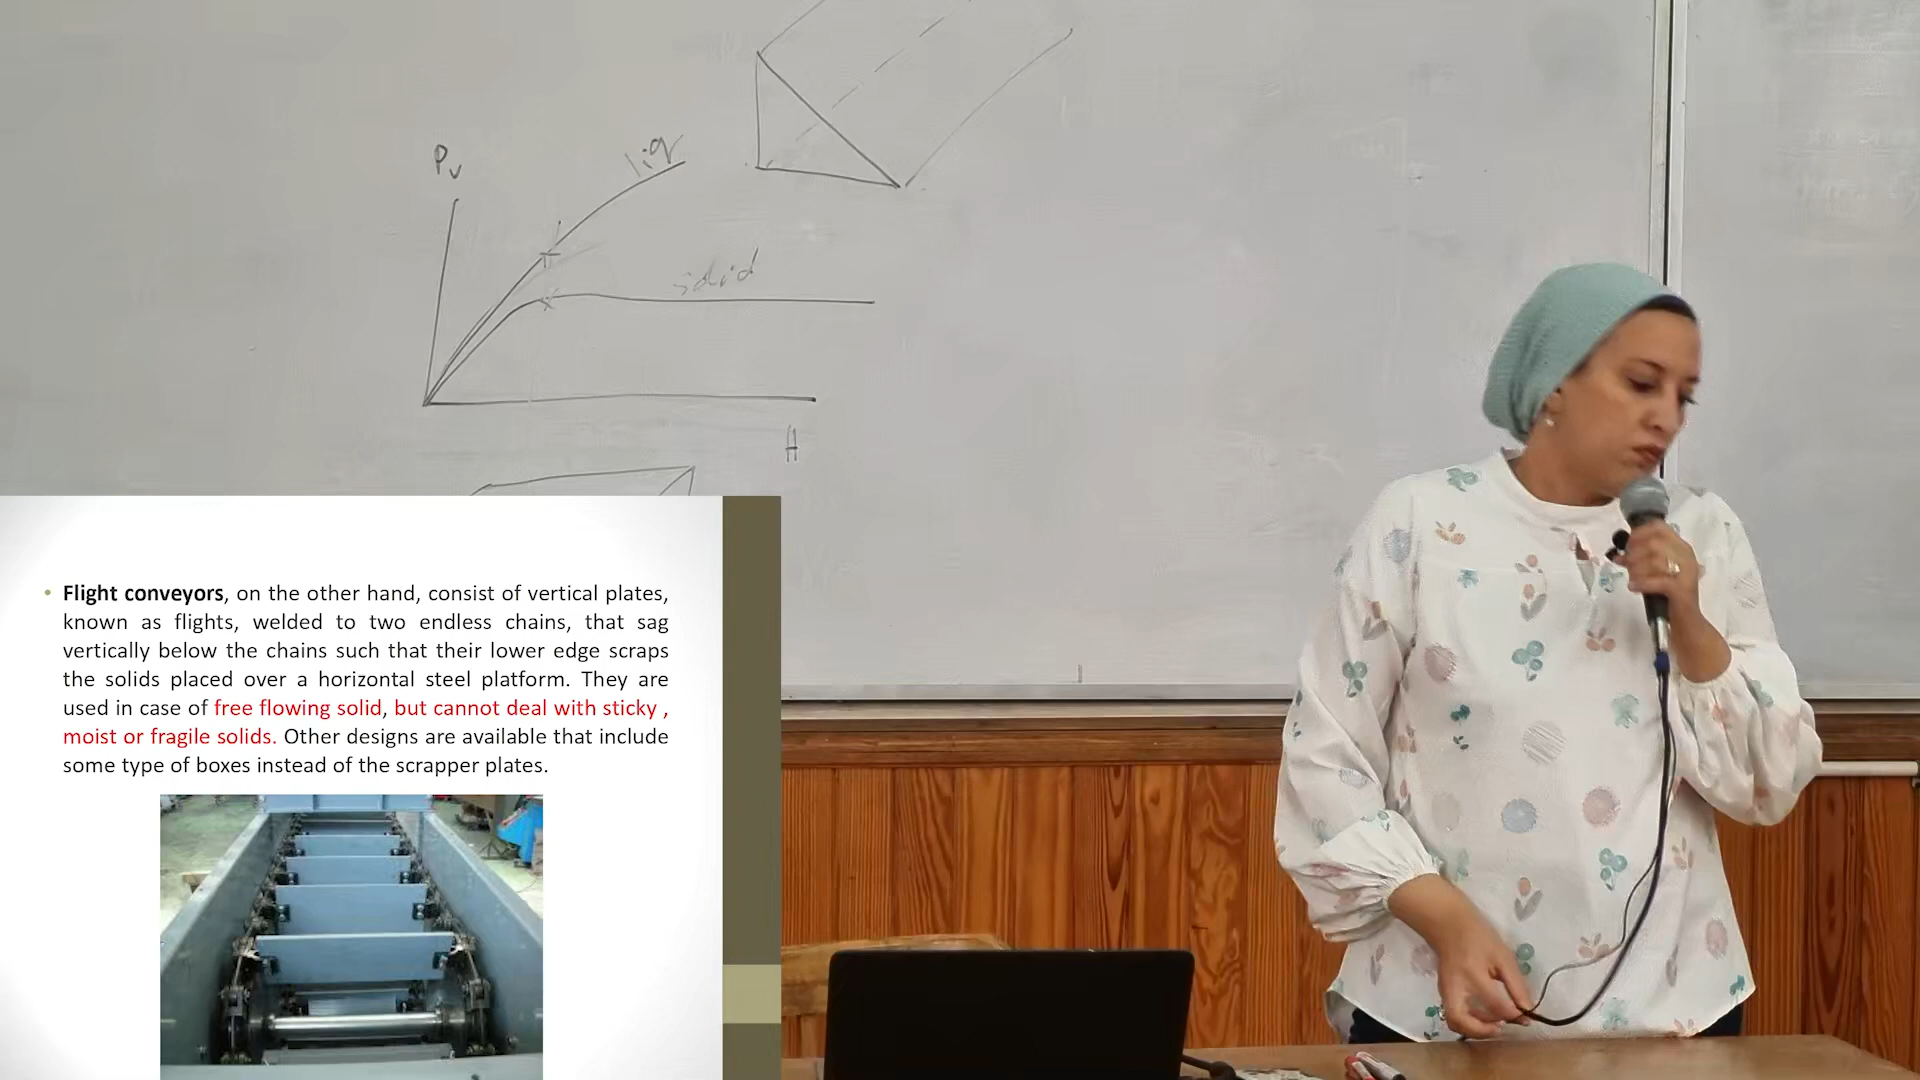 Pv
liq
solid
H
• Flight conveyors, on the other hand, consist of vertical plates,
known as flights, welded to two endless chains, that sag
vertically below the chains such that their lower edge scraps
the solids placed over a horizontal steel platform. They are
used in case of free flowing solid, but cannot deal with sticky ,
moist or fragile solids. Other designs are available that include
some type of boxes instead of the scrapper plates.